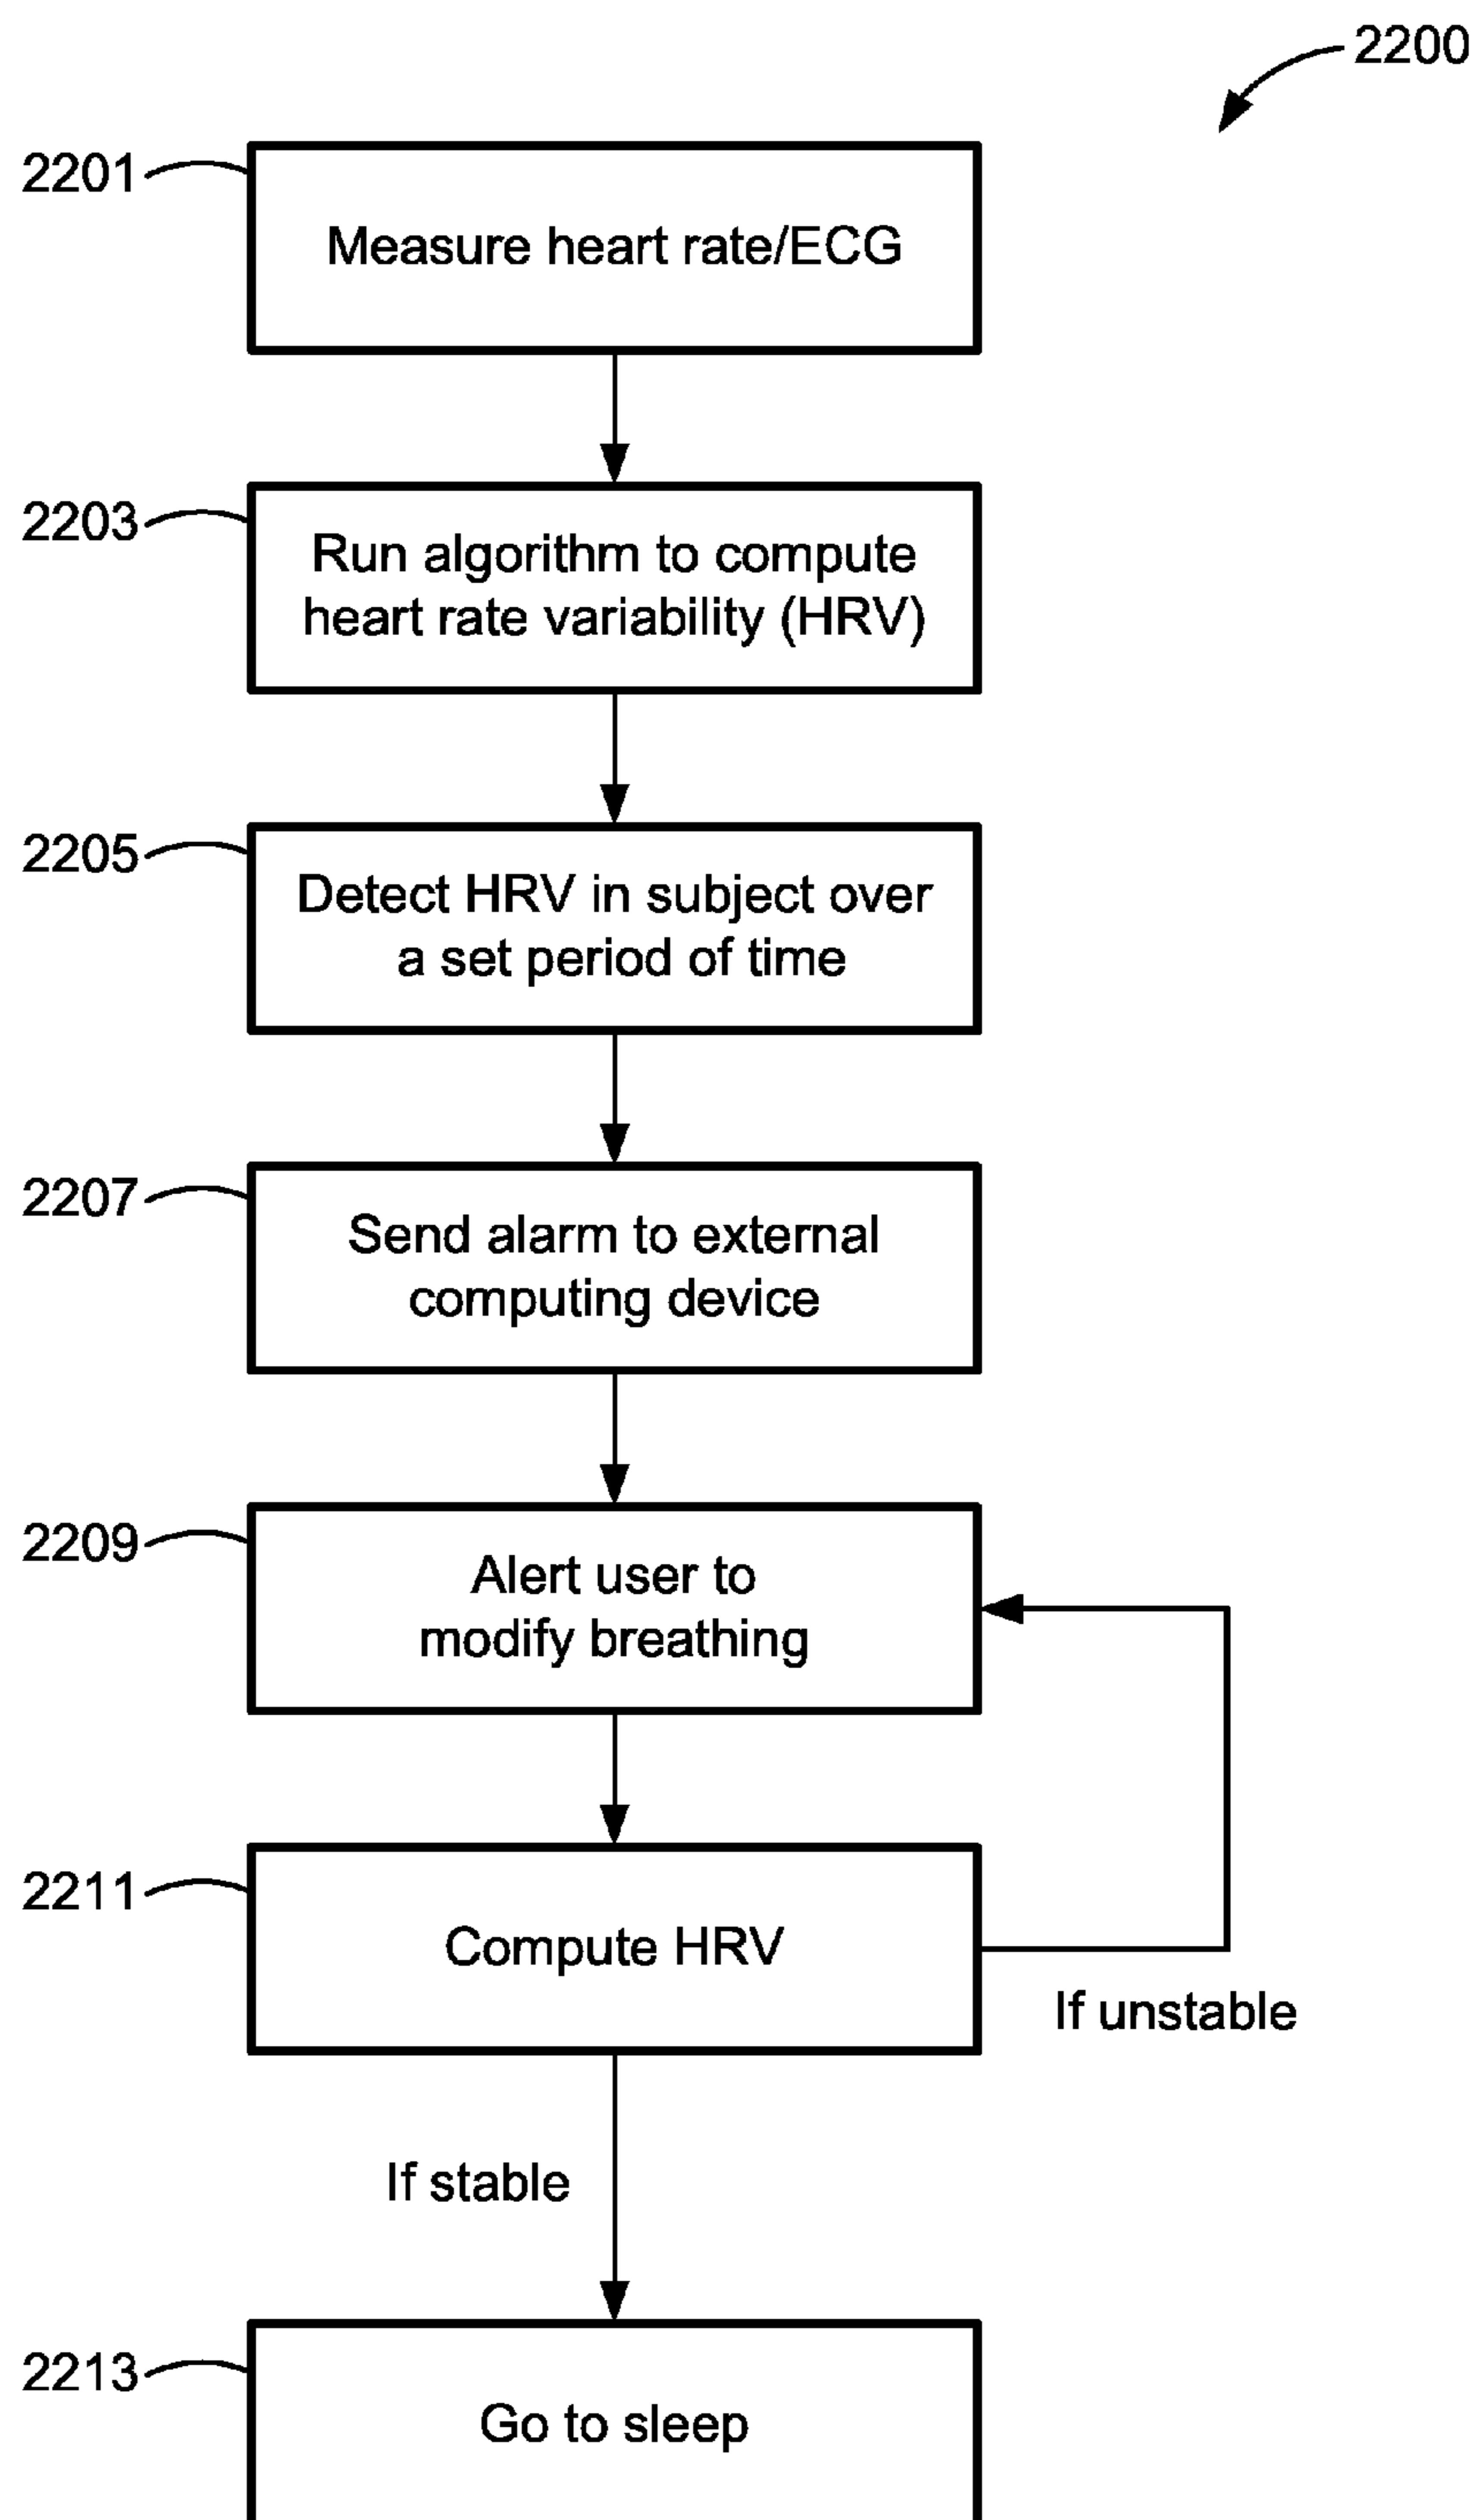 2200
2201
Measure heart rate/ECG
2203
Run algorithm to compute
heart rate variability (HRV)
2205
Detect HRV in subject over
a set period of time
2207
Send alarm to external
computing device
2209
Alert user to
modify breathing
2211
Compute HRV
If unstable
If stable
2213
Go to sleep